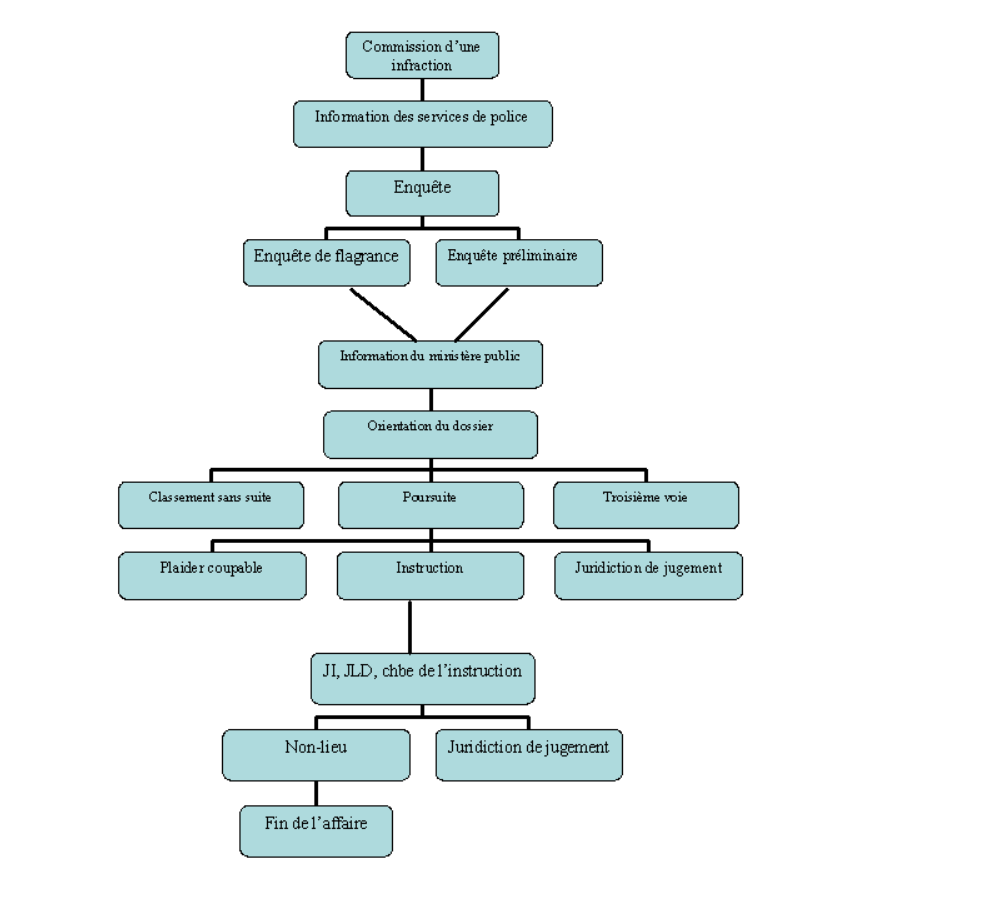 Commission d'une
infraction
Information des services de police
Enquête
Enquête de flagrance
Enquête préliminaire
Information du ministère public
Orientation du dossier
Classement sans suite
Poursuite
Troisième voie
Plaider coupable
Instruction
Juridiction de jugement
JI, JLD, chbe de l'instruction
Non-lieu
Juridiction de jugement
Fin de l'affaire